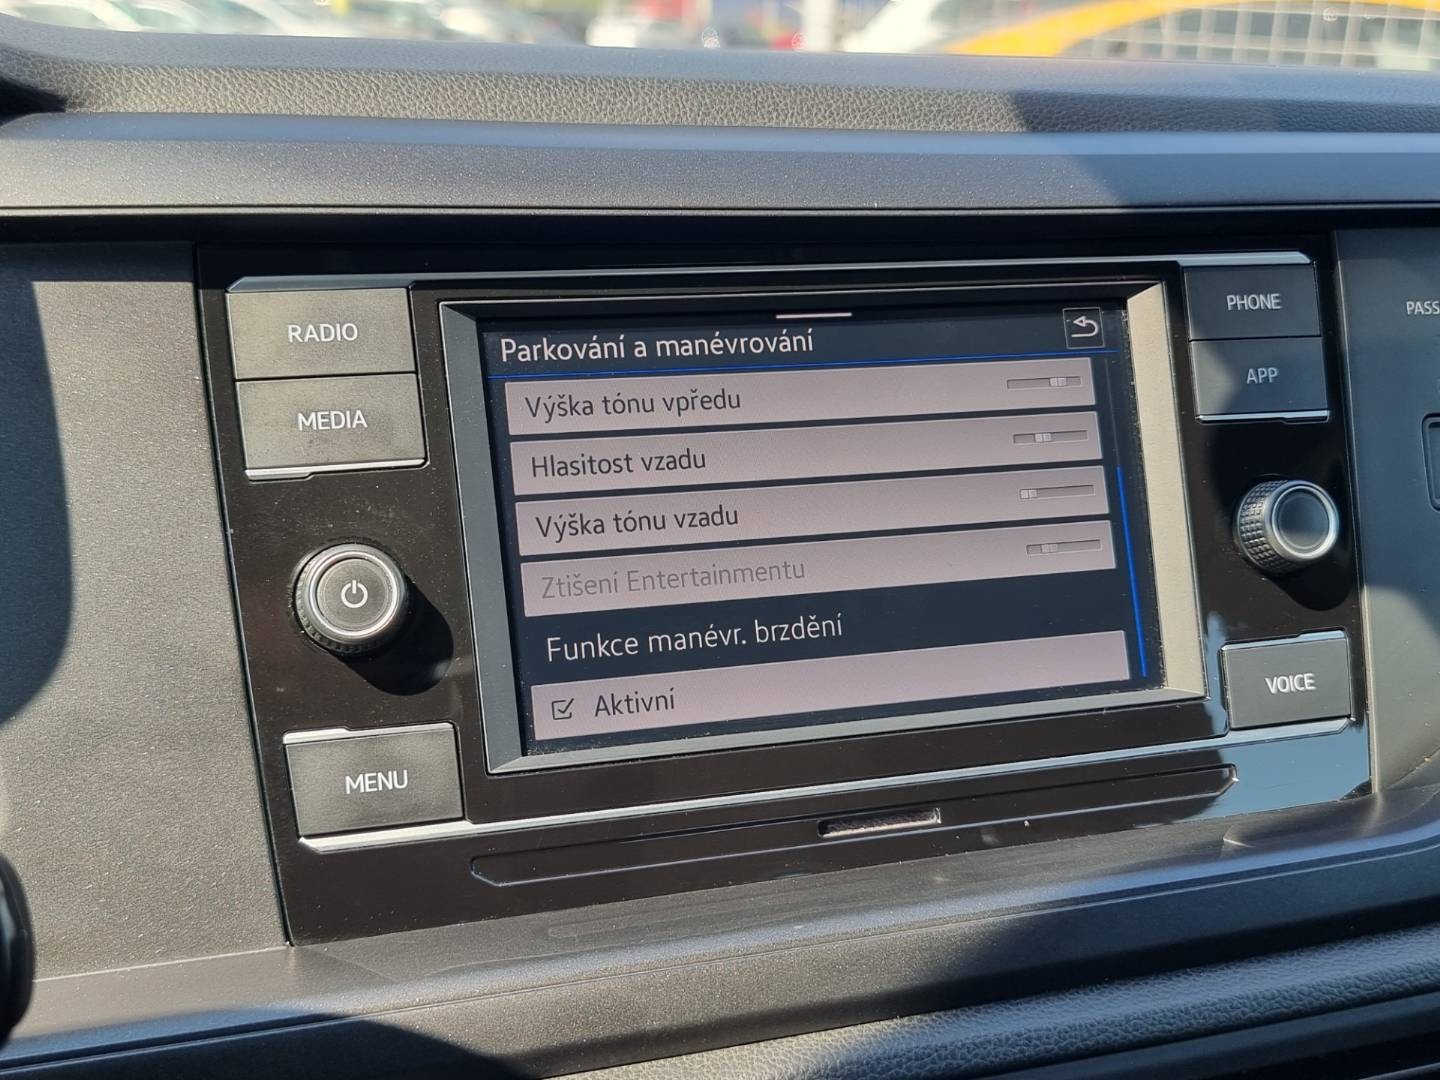 RADIO
MEDIA
MENU
Parkování a manévrování
Výška tónu vpředu
Hlasitost vzadu
Výška tónu vzadu
Ztišení Entertainmentu
Funkce manévr. brzdění
Aktivní
PHONE
APP
VOICE